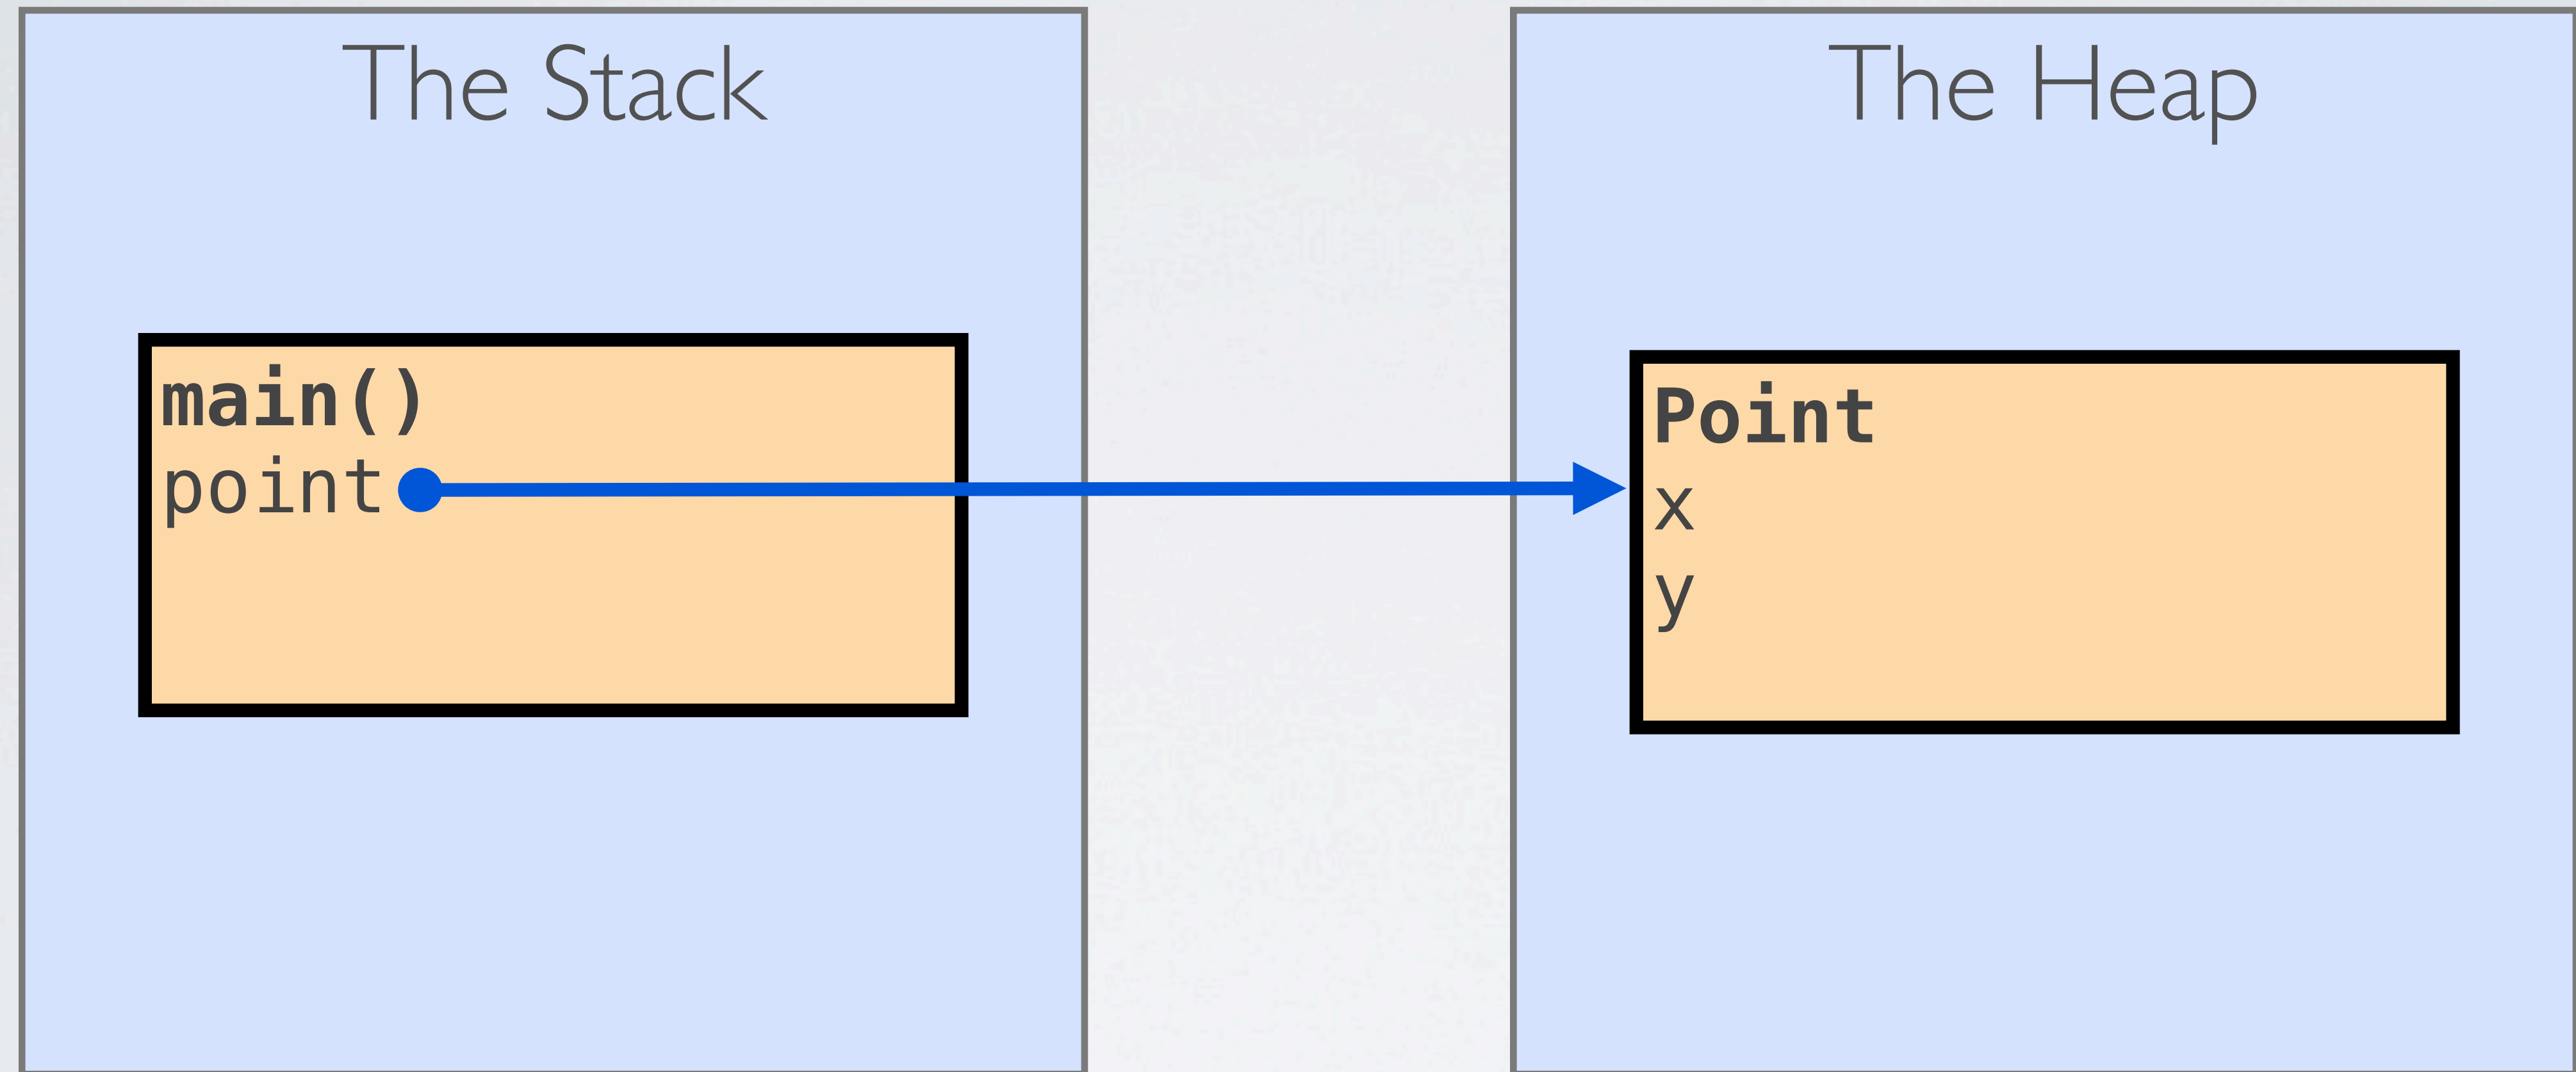 The Stack
main()
point
The Heap
Point
x
y